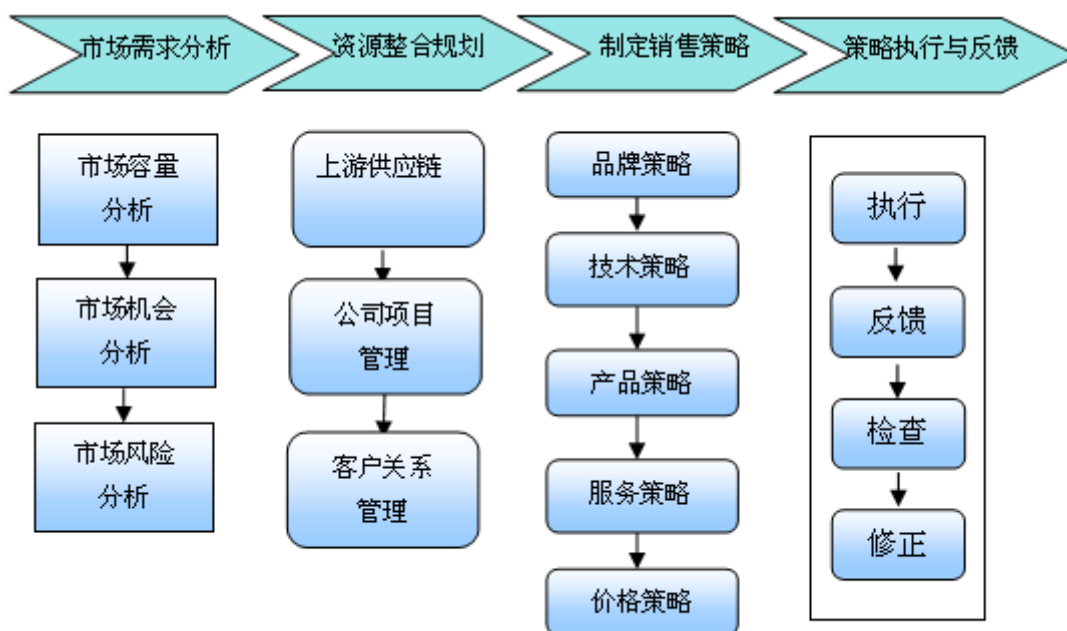 市场需求分析
资源整合规划
制定销售策略
策略执行与反馈
市场容量
分析
市场机会
分析
市场风险
分析
上游供应链
公司项目
管理
客户关系
管理
品牌策略
技术策略
产品策略
服务策略
价格策略
执行
反馈
检查
修正